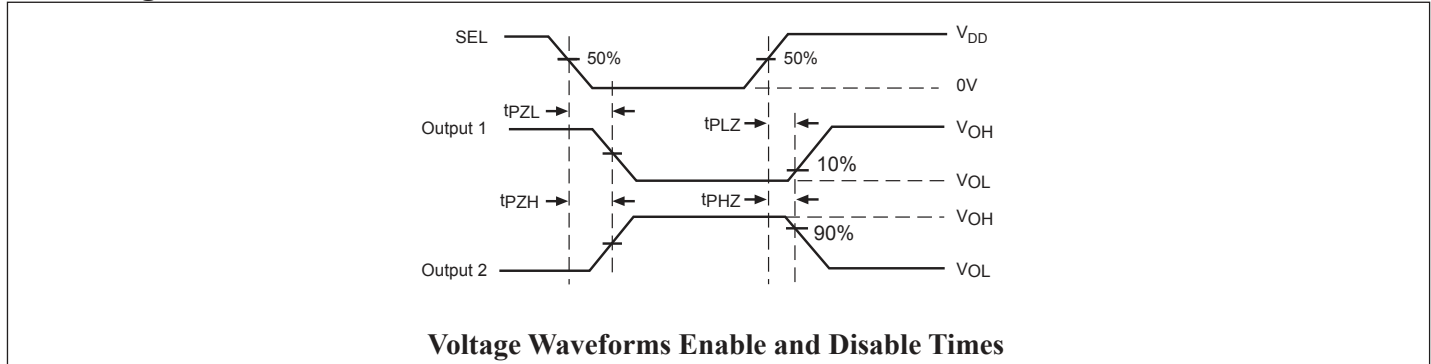 SEL
50%
50%
VDD
0V
tPZL
tPLZ
Output 1
VOH
10%
VOL
tPZH
tPHZ
VOH
90%
Output 2
VOL
Voltage Waveforms Enable and Disable Times